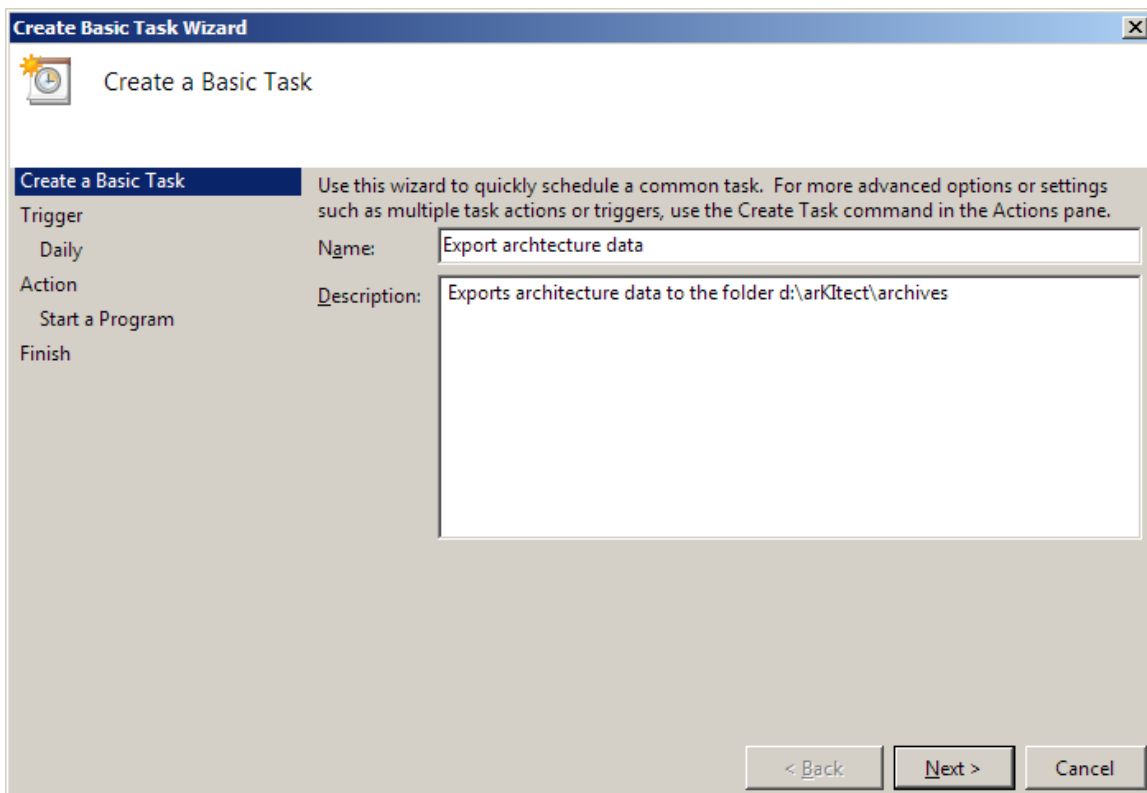 Create Basic Task Wizard
Create a Basic Task
Create a Basic Task
Trigger
Daily
Action
Start a Program
Finish
Use this wizard to quickly schedule a common task. For more advanced options or settings
such as multiple task actions or triggers, use the Create Task command in the Actions pane.
Name:
Export archtecture data
Description:
Exports architecture data to the folder d:\arKItect\archives
< Back
Next >
Cancel